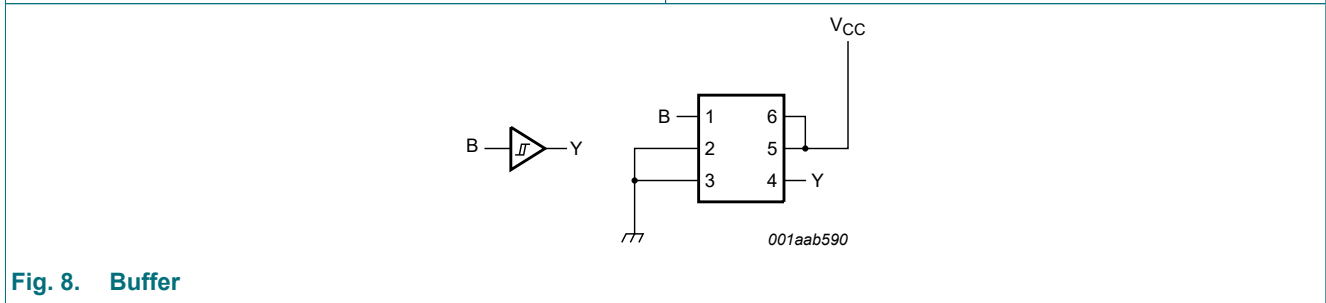 VCC
B 1 6
B Y 2 5
3 4 Y
001aab590
Fig. 8. Buffer